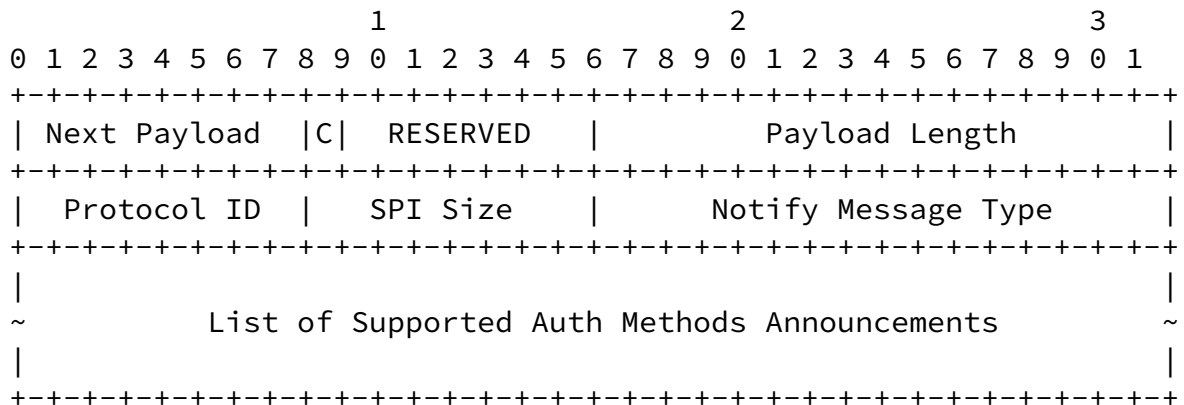 1                   2                   3
 0 1 2 3 4 5 6 7 8 9 0 1 2 3 4 5 6 7 8 9 0 1 2 3 4 5 6 7 8 9 0 1
+-+-+-+-+-+-+-+-+-+-+-+-+-+-+-+-+-+-+-+-+-+-+-+-+-+-+-+-+-+-+-+-+
| Next Payload  |C|  RESERVED   |         Payload Length        |
+-+-+-+-+-+-+-+-+-+-+-+-+-+-+-+-+-+-+-+-+-+-+-+-+-+-+-+-+-+-+-+-+
|  Protocol ID  |   SPI Size    |      Notify Message Type      |
+-+-+-+-+-+-+-+-+-+-+-+-+-+-+-+-+-+-+-+-+-+-+-+-+-+-+-+-+-+-+-+-+
|                                                               |
~          List of Supported Auth Methods Announcements         ~
|                                                               |
+-+-+-+-+-+-+-+-+-+-+-+-+-+-+-+-+-+-+-+-+-+-+-+-+-+-+-+-+-+-+-+-+